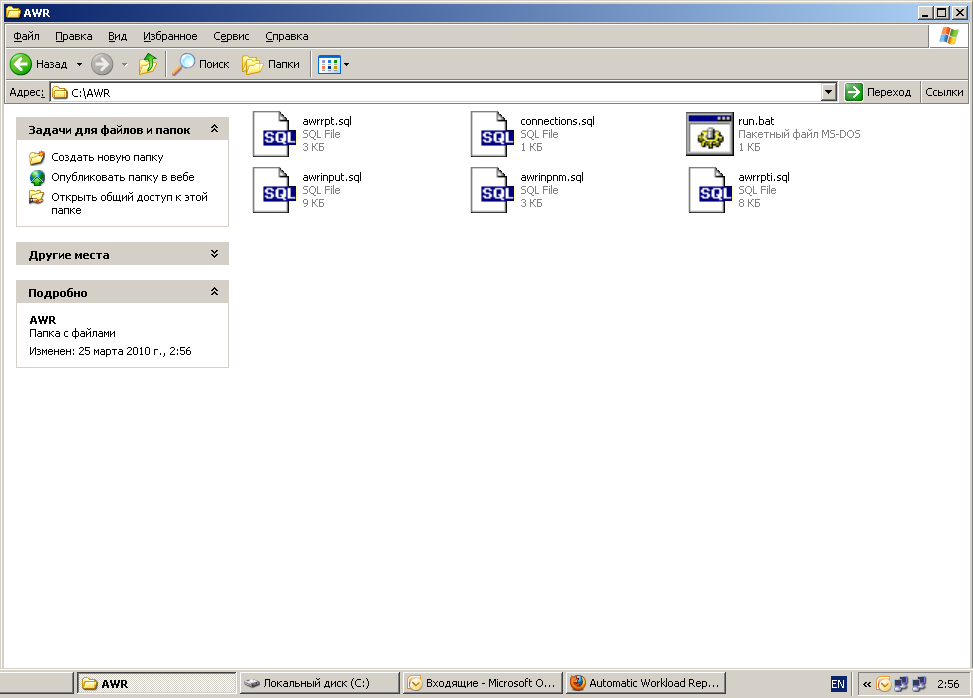 AWR
Файл Правка Вид Избранное Сервис Справка
Назад Поиск Папки
Адрес: C:\AWR Переход Ссылки
Задачи для файлов и папок
Создать новую папку
Опубликовать папку в вебе
Открыть общий доступ к этой
папке
Другие места
Подробно
AWR
Папка с файлами
Изменен: 25 марта 2010 г., 2:56
SQL
awrrpt.sql
SQL File
3 КБ
SQL
connections.sql
SQL File
1 КБ
run.bat
Пакетный файл MS-DOS
1 КБ
SQL
awrinput.sql
SQL File
9 КБ
SQL
awrinpnm.sql
SQL File
3 КБ
SQL
awrrpti.sql
SQL File
8 КБ
AWR Локальный диск (C:) Входящие - Microsoft O... Automatic Workload Rep... EN « 2:56